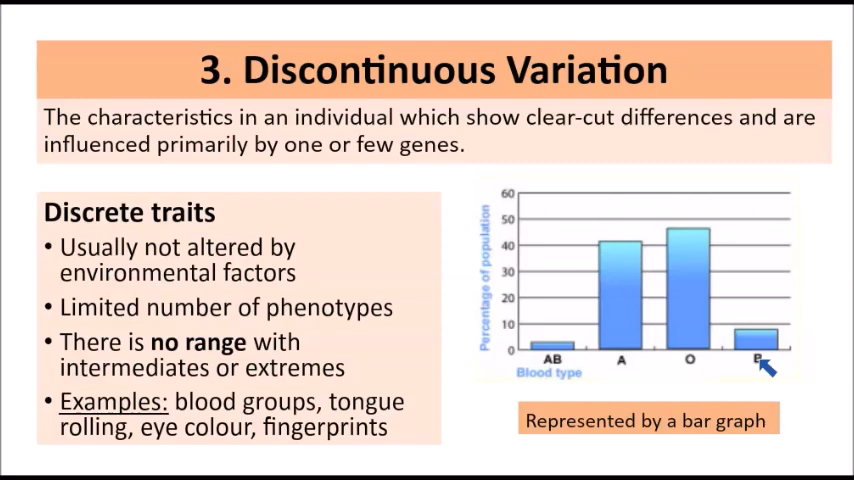 3. Discontinuous Variation
The characteristics in an individual which show clear-cut differences and are
influenced primarily by one or few genes.
Discrete traits
• Usually not altered by
environmental factors
• Limited number of phenotypes
• There is no range with
intermediates or extremes
• Examples: blood groups, tongue
rolling, eye colour, fingerprints
Percentage of population
60
50
40
30
20
10
0
AB A O B
Blood type
Represented by a bar graph